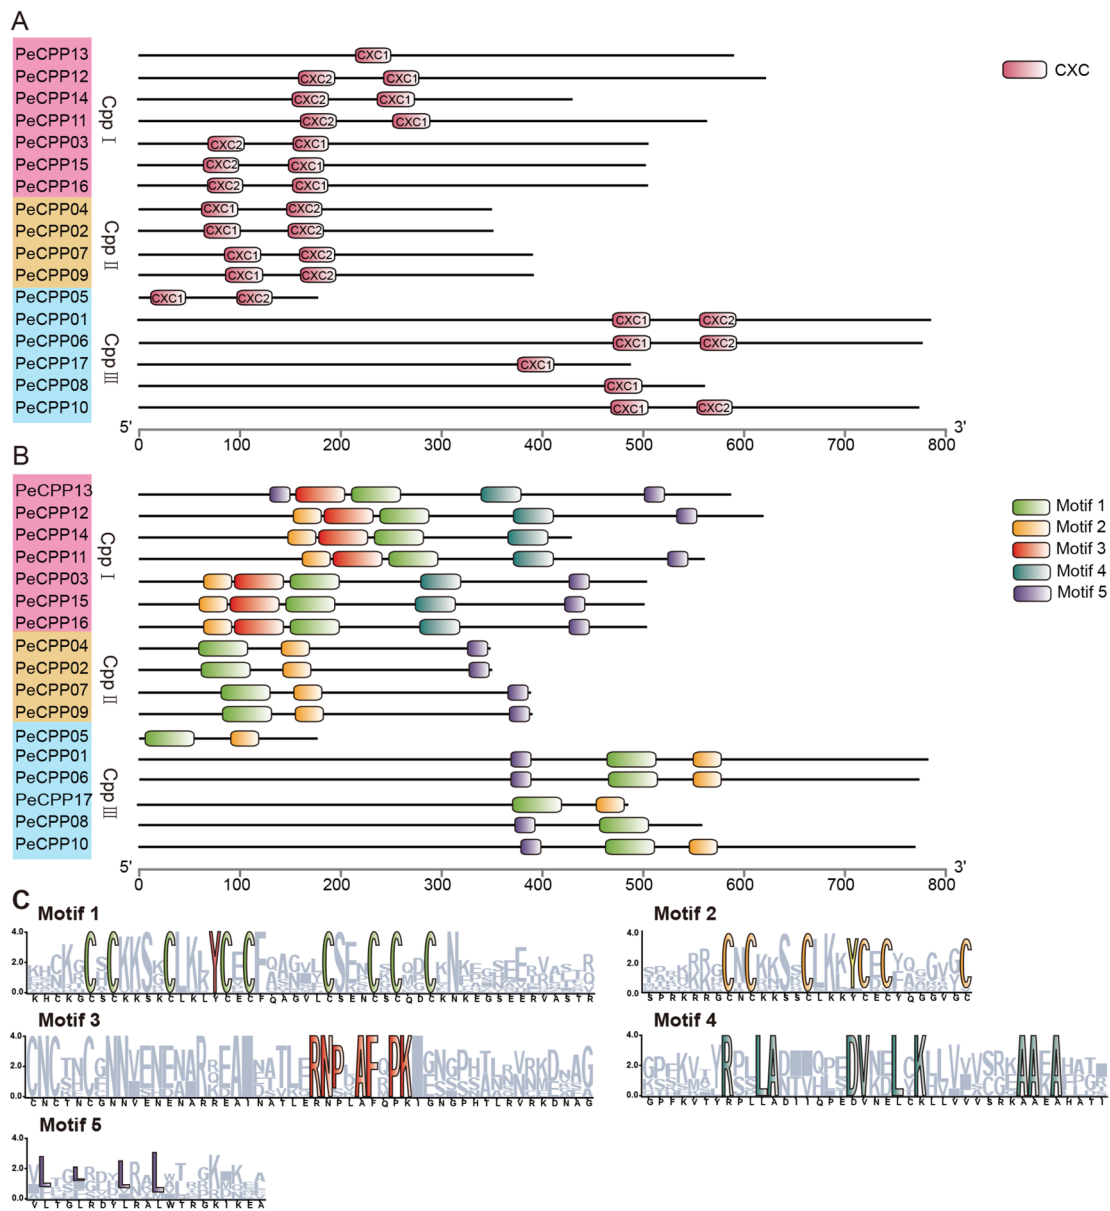 A
PeCPP13 CXC1
CXC
PeCPP12 CXC2 CXC1
PeCPP14 CXC2 CXC1
Cpp I
PeCPP11 CXC2 CXC1
PeCPP03 CXC2 CXC1
PeCPP15 CXC2 CXC1
PeCPP16 CXC2 CXC1
PeCPP04 CXC1 CXC2
PeCPP02 CXC1 CXC2
Cpp II
PeCPP07 CXC1 CXC2
PeCPP09 CXC1 CXC2
PeCPP05 CXC1 CXC2
PeCPP01 CXC1 CXC2
PeCPP06 CXC1 CXC2
Cpp III
PeCPP17 CXC1
PeCPP08 CXC1
PeCPP10 CXC1 CXC2
5' 3'
0 100 200 300 400 500 600 700 800
B
PeCPP13
PeCPP12
PeCPP14
Cpp I
PeCPP11
PeCPP03
PeCPP15
PeCPP16
PeCPP04
PeCPP02
Cpp II
PeCPP07
PeCPP09
PeCPP05
PeCPP01
PeCPP06
Cpp III
PeCPP17
PeCPP08
PeCPP10
Motif 1
Motif 2
Motif 3
Motif 4
Motif 5
5' 3'
0 100 200 300 400 500 600 700 800
C
Motif 1
4.0
2.0
0.0
KHCKGCSCKKSKCLKLYCECFQAGVLCSENCSCQDCKNKEGSEERVASTR
Motif 2
4.0
2.0
0.0
SPRKRRGCNCKKSSCLKKYCECYQGGVGC
Motif 3
4.0
2.0
0.0
CNCTNCGNNVENENARREAINATLERNPLAFQPKIGNGPHTLRVRKDNAG
Motif 4
4.0
2.0
0.0
GPFKVTYRPLLADIIQPEDVNELCKLLVVVSRKAAEAHATI
Motif 5
4.0
2.0
0.0
VLTGLRDYLRALWTRGKIKEA